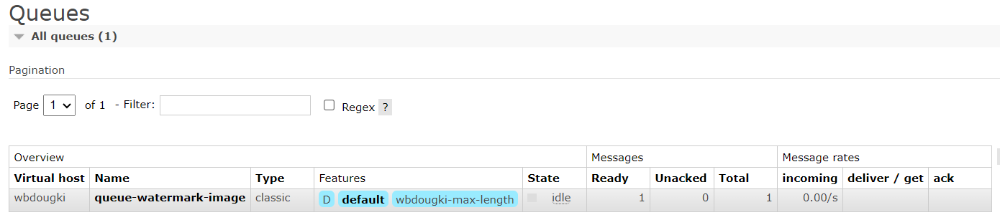 Queues
All queues (1)
Pagination
Page 1 of 1 - Filter: Regex ?
Overview Messages Message rates
Virtual host Name Type Features State Ready Unacked Total incoming deliver / get ack
wbdougki queue-watermark-image classic D default wbdougki-max-length idle 1 0 1 0.00/s